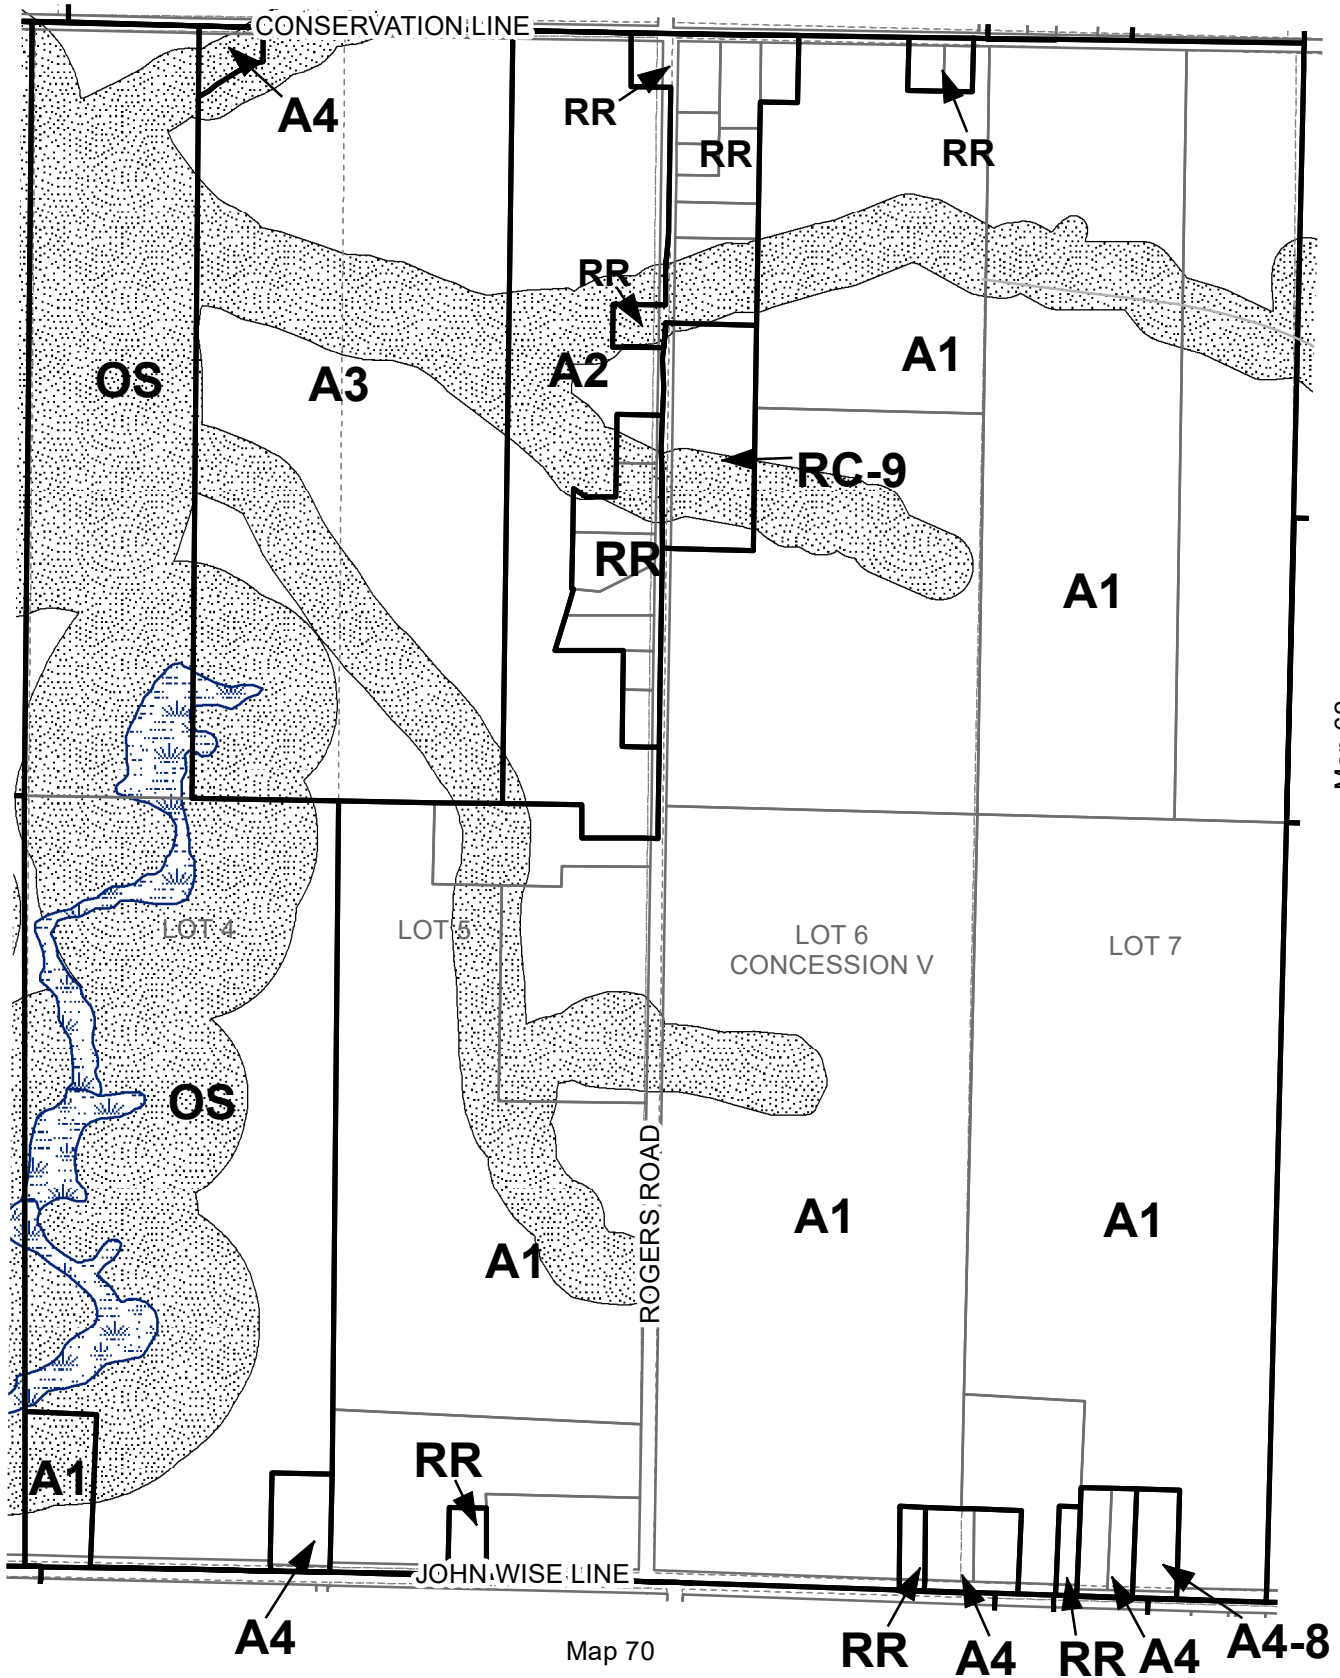 CONSERVATION LINE
A4
RR
RR
RR
RR
OS
A3
A2
A1
RC-9
RR
A1
LOT 4
LOT 5
LOT 6
CONCESSION V
LOT 7
OS
ROGERS ROAD
A1
A1
A1
A1
RR
JOHN WISE LINE
A4
Map 70
RR
A4
RR
A4
A4-8